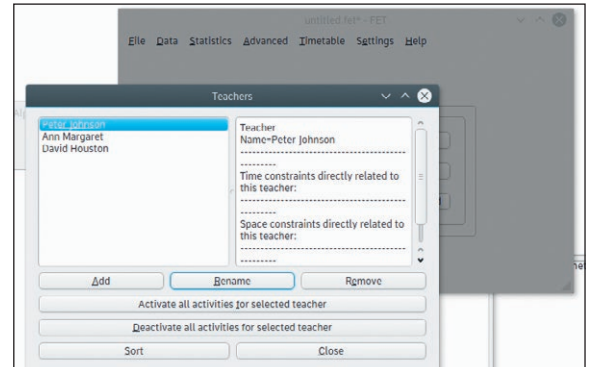 untitled fet* - FET
File Data Statistics Advanced Timetable Settings Help
Teachers
Peter Johnson
Ann Margaret
David Houston
Teacher
Name=Peter Johnson
---------------------------------------------
---------
Time constraints directly related to
this teacher:
---------------------------------------------
---------
Space constraints directly related to
this teacher:
---------------------------------------------
---------
Add Rename Remove
Activate all activities for selected teacher
Deactivate all activities for selected teacher
Sort Close